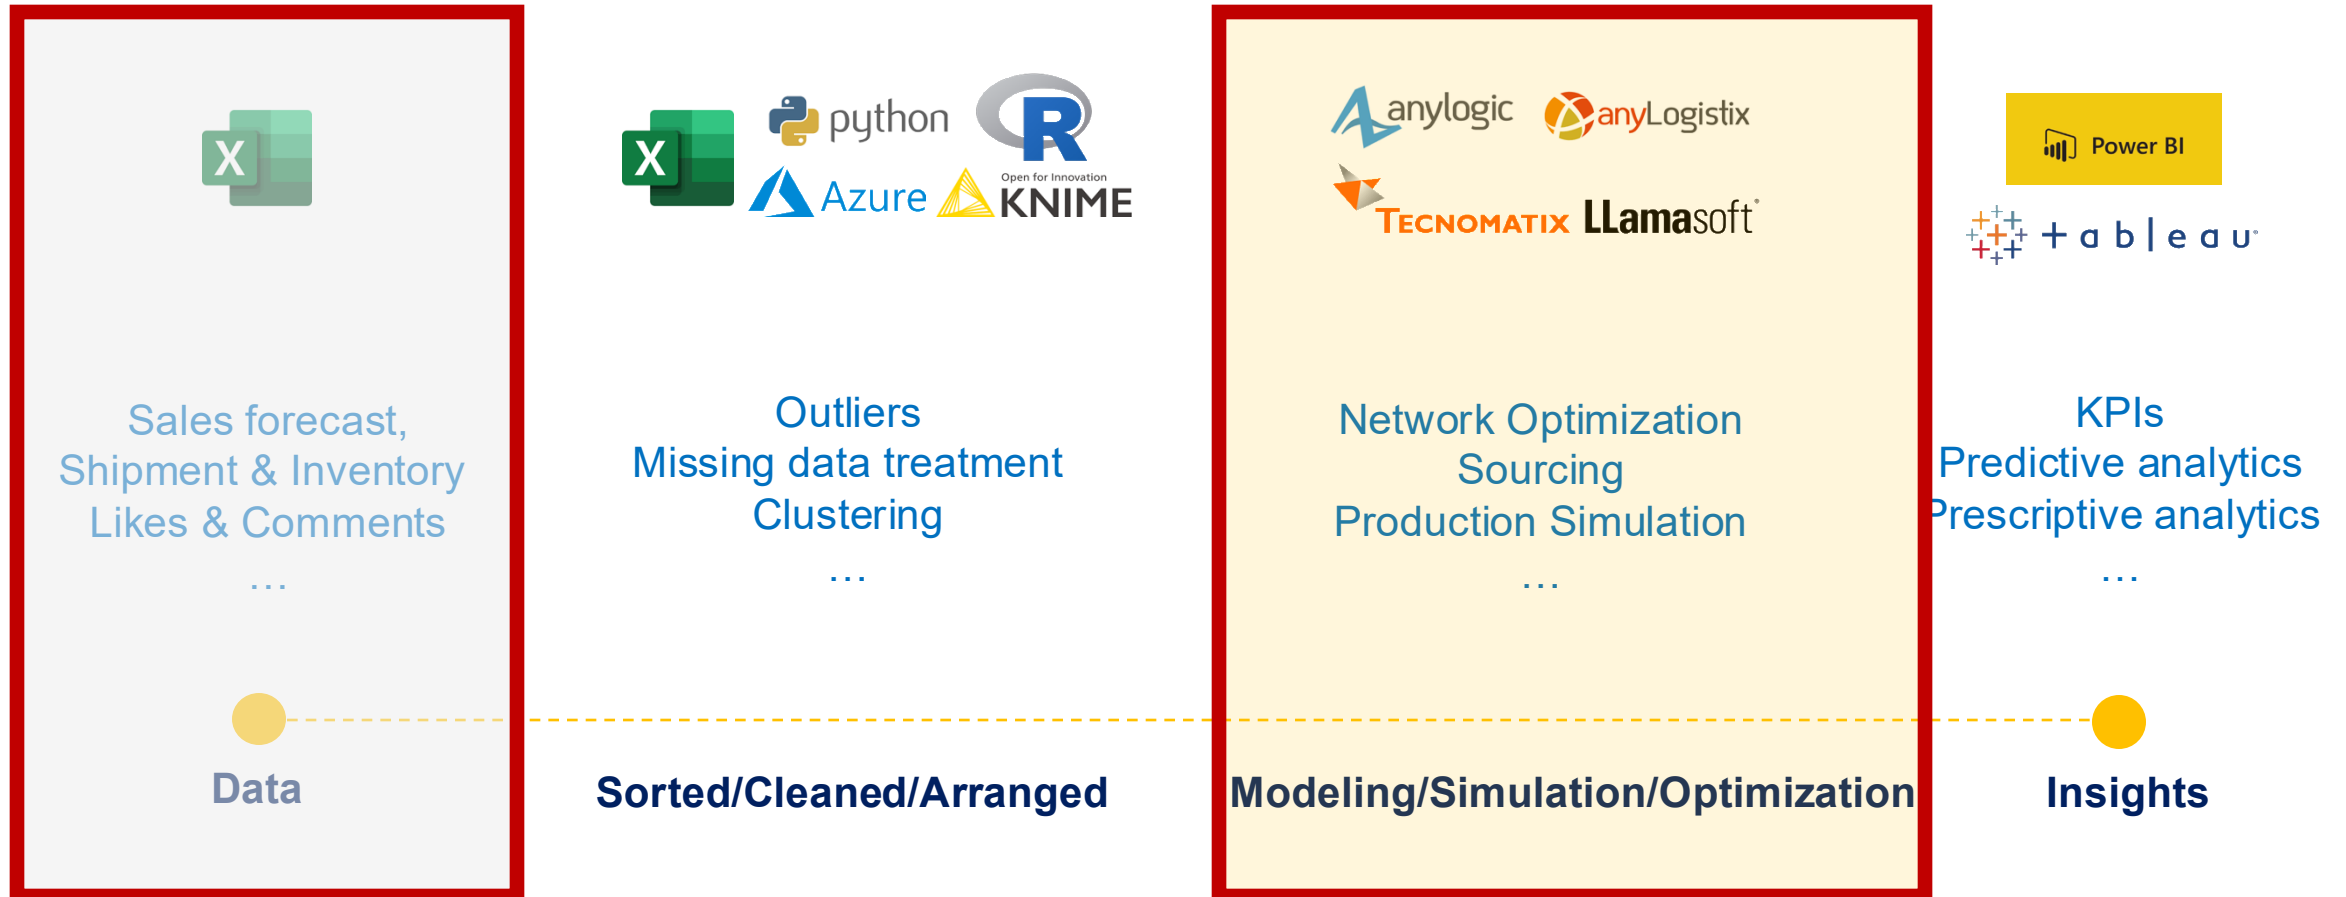 X
Sales forecast,
Shipment & Inventory
Likes & Comments
…
Data
X
python
R
Azure
Open for Innovation
KNIME
Outliers
Missing data treatment
Clustering
…
Sorted/Cleaned/Arranged
anylogic
anyLogistix
TECNOMATIX
LLamasoft
Network Optimization
Sourcing
Production Simulation
…
Modeling/Simulation/Optimization
Power BI
+ableau
KPIs
Predictive analytics
Prescriptive analytics
…
Insights